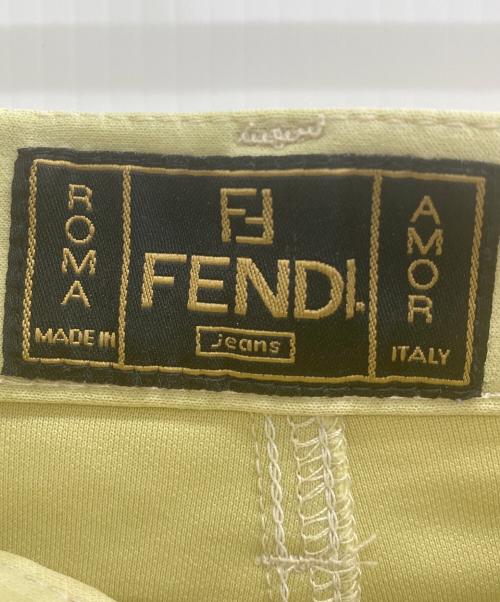 ROMA
MADE IN
FF
FENDI
jeans
AMOR
ITALY